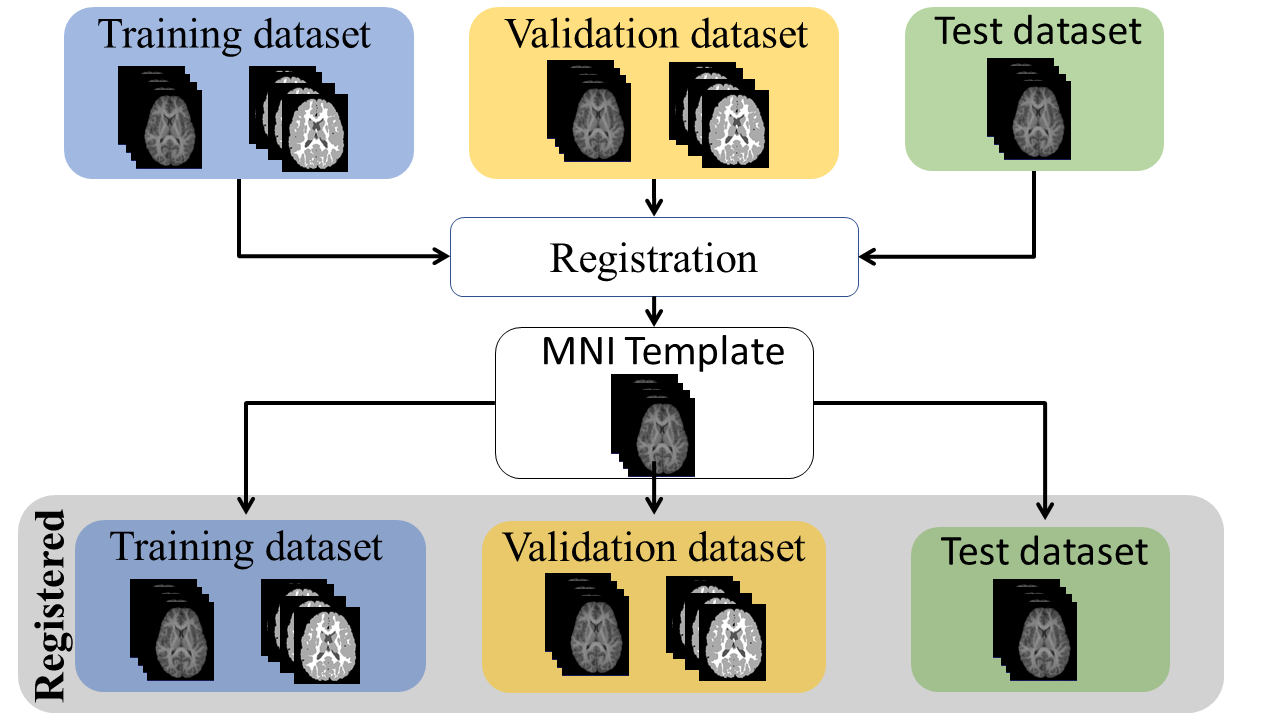 Training dataset
Validation dataset
Test dataset
Registration
MNI Template
Registered
Training dataset
Validation dataset
Test dataset